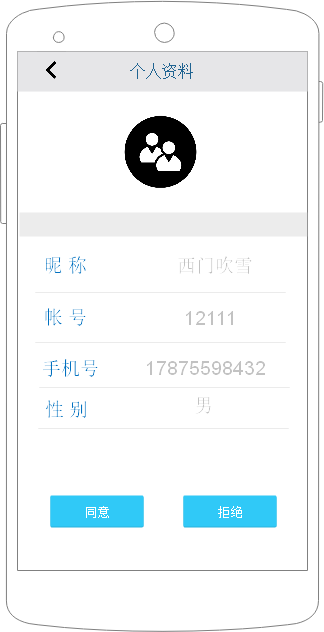 个人资料
昵 称 西门吹雪
帐 号 12111
手机号 17875598432
性 别 男
同意 拒绝